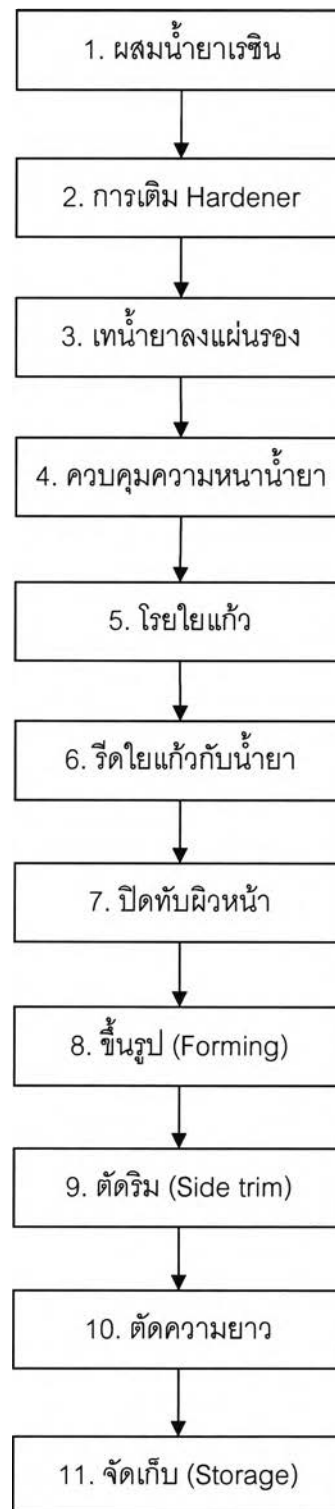 1. ผสมน้ำยาเรซิน
2. การเติม Hardener
3. เทน้ำยาลงแผ่นรอง
4. ควบคุมความหนาน้ำยา
5. โรยใยแก้ว
6. รีดใยแก้วกับน้ำยา
7. ปิดทับผิวหน้า
8. ขึ้นรูป (Forming)
9. ตัดริม (Side trim)
10. ตัดความยาว
11. จัดเก็บ (Storage)